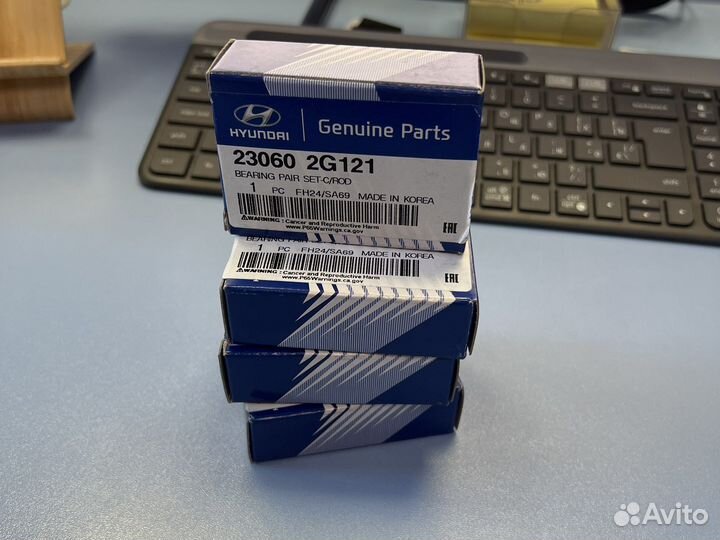 HYUNDAI
Genuine Parts
23060 2G121
BEARING PAIR SET-C/ROD
1 PC FH24/SA69 MADE IN KOREA
WARNING : Cancer and Reproductive Harm
www.P65Warnings.ca.gov
EAC
BEARING PAIR
1 PC FH24/SA69 MADE IN KOREA
WARNING : Cancer and Reproductive Harm
www.P65Warnings.ca.gov
EAC
Avito